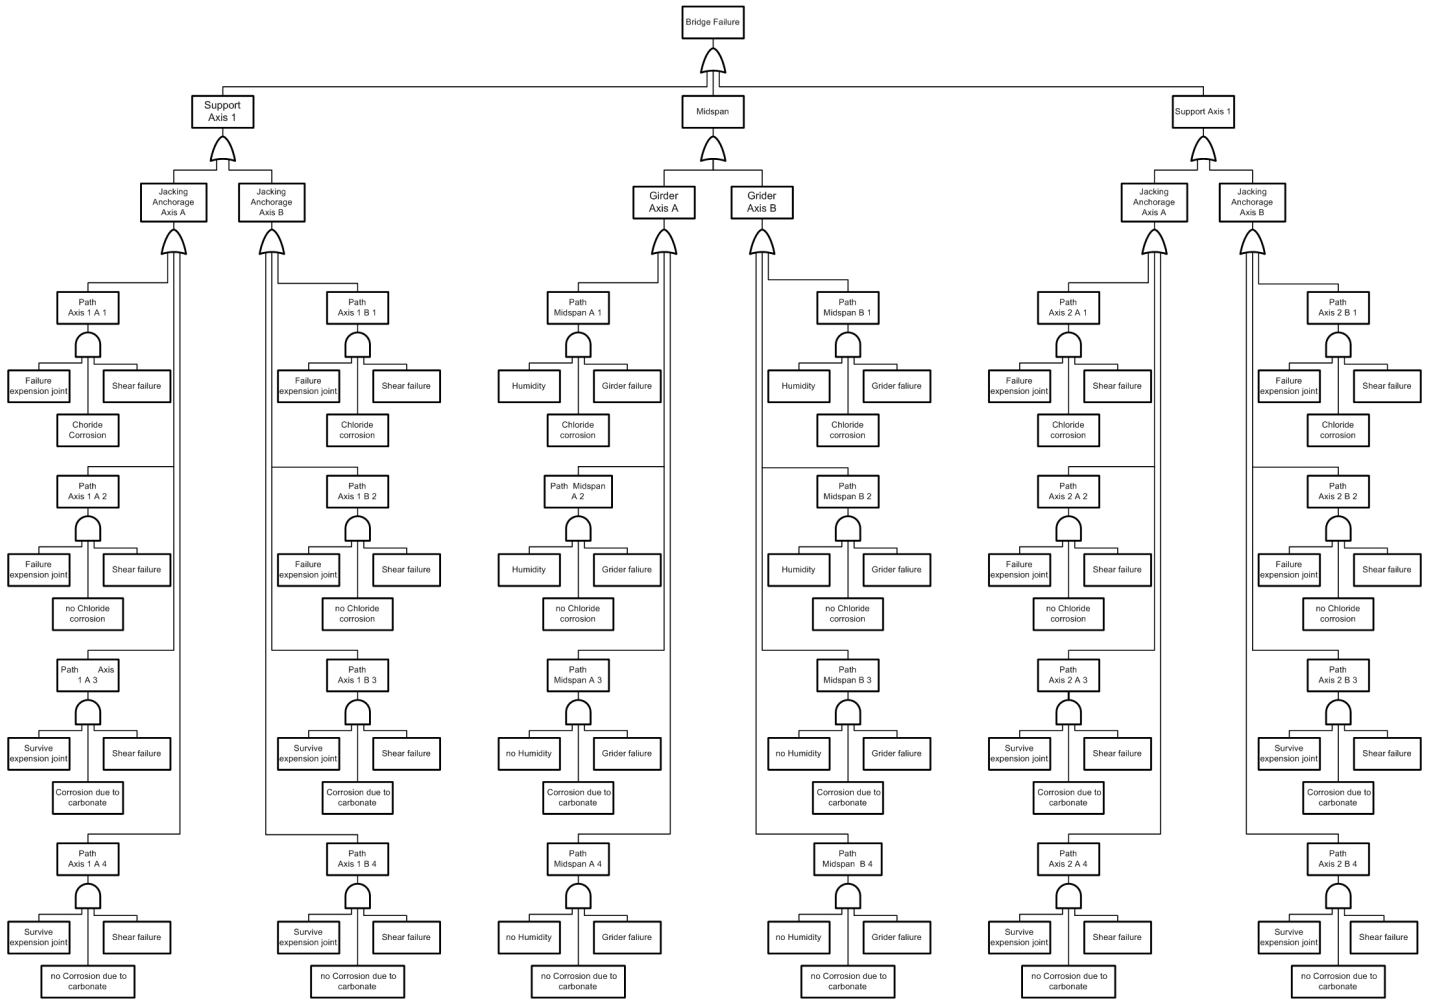 Bridge Failure
Support
Axis 1
Midspan
Support Axis 1
Jacking
Anchorage
Axis A
Jacking
Anchorage
Axis B
Girder
Axis A
Grider
Axis B
Jacking
Anchorage
Axis A
Jacking
Anchorage
Axis B
Path
Axis 1 A 1
Path
Axis 1 B 1
Path
Midspan A 1
Path
Midspan B 1
Path
Axis 2 A 1
Path
Axis 2 B 1
Failure
expension joint
Shear failure
Failure
expension joint
Shear failure
Humidity
Girder failure
Humidity
Grider faliure
Failure
expension joint
Shear failure
Failure
expension joint
Shear failure
Choride
Corrosion
Chloride
corrosion
Chloride
corrosion
Chloride
corrosion
Chloride
corrosion
Chloride
corrosion
Path
Axis 1 A 2
Path
Axis 1 B 2
Path Midspan
A 2
Path
Midspan B 2
Path
Axis 2 A 2
Path
Axis 2 B 2
Failure
expension joint
Shear failure
Failure
expension joint
Shear failure
Humidity
Grider faliure
Humidity
Grider faliure
Failure
expension joint
Shear failure
Failure
expension joint
Shear failure
no Chloride
corrosion
no Chloride
corrosion
no Chloride
corrosion
no Chloride
corrosion
no Chloride
corrosion
no Chloride
corrosion
Path Axis
1 A 3
Path
Axis 1 B 3
Path
Midspan A 3
Path
Midspan B 3
Path
Axis 2 A 3
Path
Axis 2 B 3
Survive
expension joint
Shear failure
Survive
expension joint
Shear failure
no Humidity
Grider faliure
no Humidity
Grider faliure
Survive
expension joint
Shear failure
Survive
expension joint
Shear failure
Corrosion due to
carbonate
Corrosion due to
carbonate
Corrosion due to
carbonate
Corrosion due to
carbonate
Corrosion due to
carbonate
Corrosion due to
carbonate
Path
Axis 1 A 4
Path
Axis 1 B 4
Path
Midspan A 4
Path
Midspan B 4
Path
Axis 2 A 4
Path
Axis 2 B 4
Survive
expension joint
Shear failure
Survive
expension joint
Shear failure
no Humidity
Grider faliure
no Humidity
Grider faliure
Survive
expension joint
Shear failure
Survive
expension joint
Shear failure
no Corrosion due to
carbonate
no Corrosion due to
carbonate
no Corrosion due to
carbonate
no Corrosion due to
carbonate
no Corrosion due to
carbonate
no Corrosion due to
carbonate